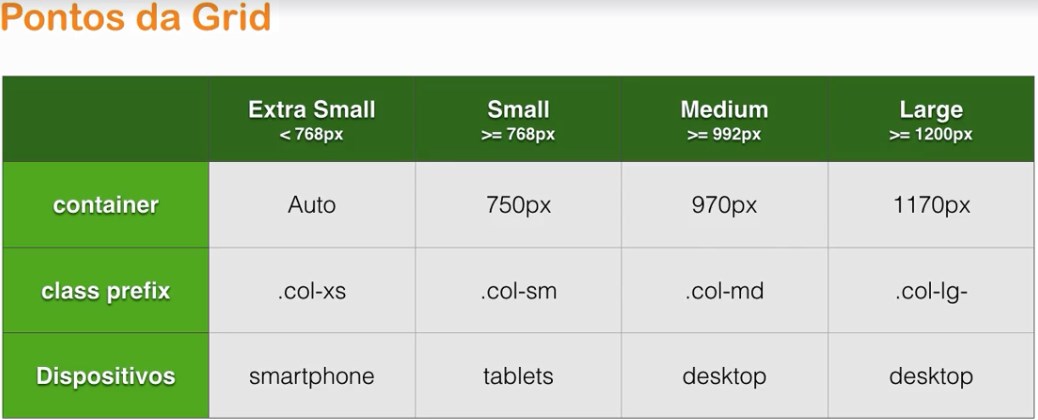 Pontos da Grid
Extra Small Small Medium Large
< 768px >= 768px >= 992px >= 1200px
container Auto 750px 970px 1170px
class prefix .col-xs .col-sm .col-md .col-lg-
Dispositivos smartphone tablets desktop desktop